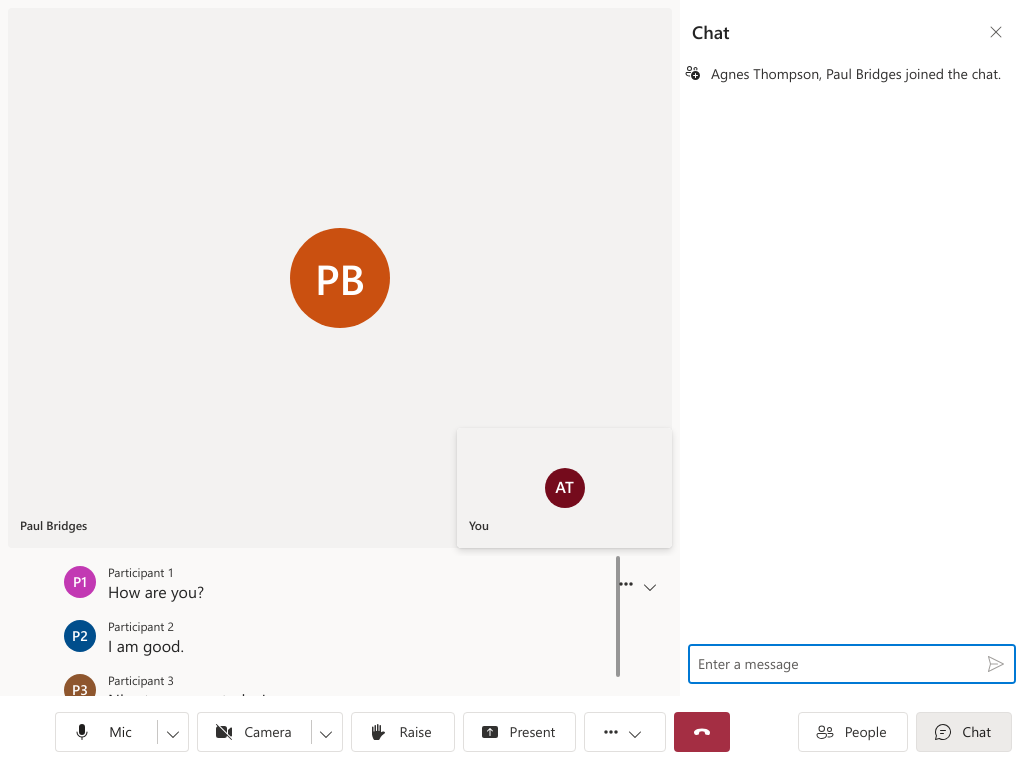 Chat
Agnes Thompson, Paul Bridges joined the chat.
PB
Paul Bridges
AT
You
P1
Participant 1
How are you?
P2
Participant 2
I am good.
P3
Participant 3
Enter a message
Mic
Camera
Raise
Present
People
Chat